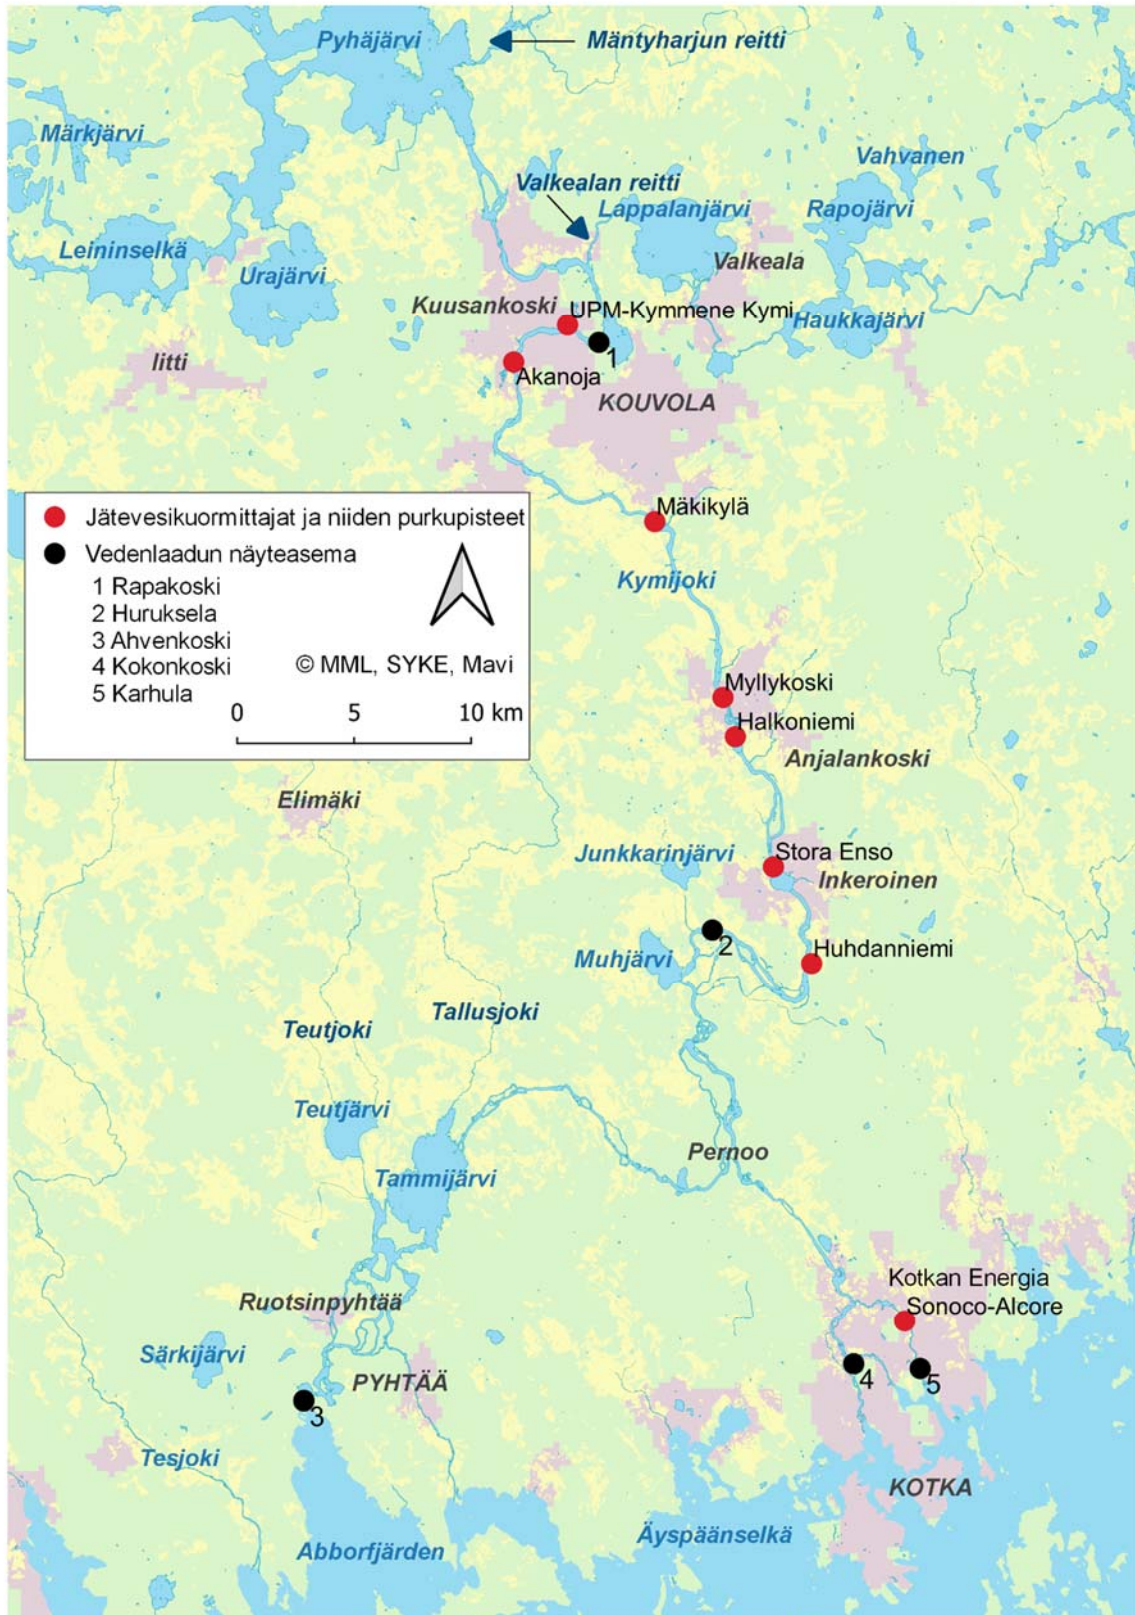 Pyhäjärvi
Mäntyharjun reitti
Märkjärvi
Vahvanen
Valkealan reitti
Lappalanjärvi
Rapojärvi
Leininselkä
Urajärvi
Valkeala
Kuusankoski
UPM-Kymmene Kymi
Haukkajärvi
1
Iitti
Akanoja
KOUVOLA
Jätevesikuormittajat ja niiden purkupisteet
Vedenlaadun näyteasema
1 Rapakoski
2 Huruksela
3 Ahvenkoski
4 Kokonkoski
5 Karhula
© MML, SYKE, Mavi
0 5 10 km
Mäkikylä
Kymijoki
Myllykoski
Halkoniemi
Anjalankoski
Elimäki
Junkkarinjärvi
Stora Enso
Inkeroinen
2
Muhjärvi
Huhdanniemi
Tallusjoki
Teutjoki
Teutjärvi
Pernoo
Tammijärvi
Kotkan Energia
Sonoco-Alcore
Ruotsinpyhtää
Särkijärvi
PYHTÄÄ
4
5
3
Tesjoki
KOTKA
Äyspäänselkä
Abborfjärden